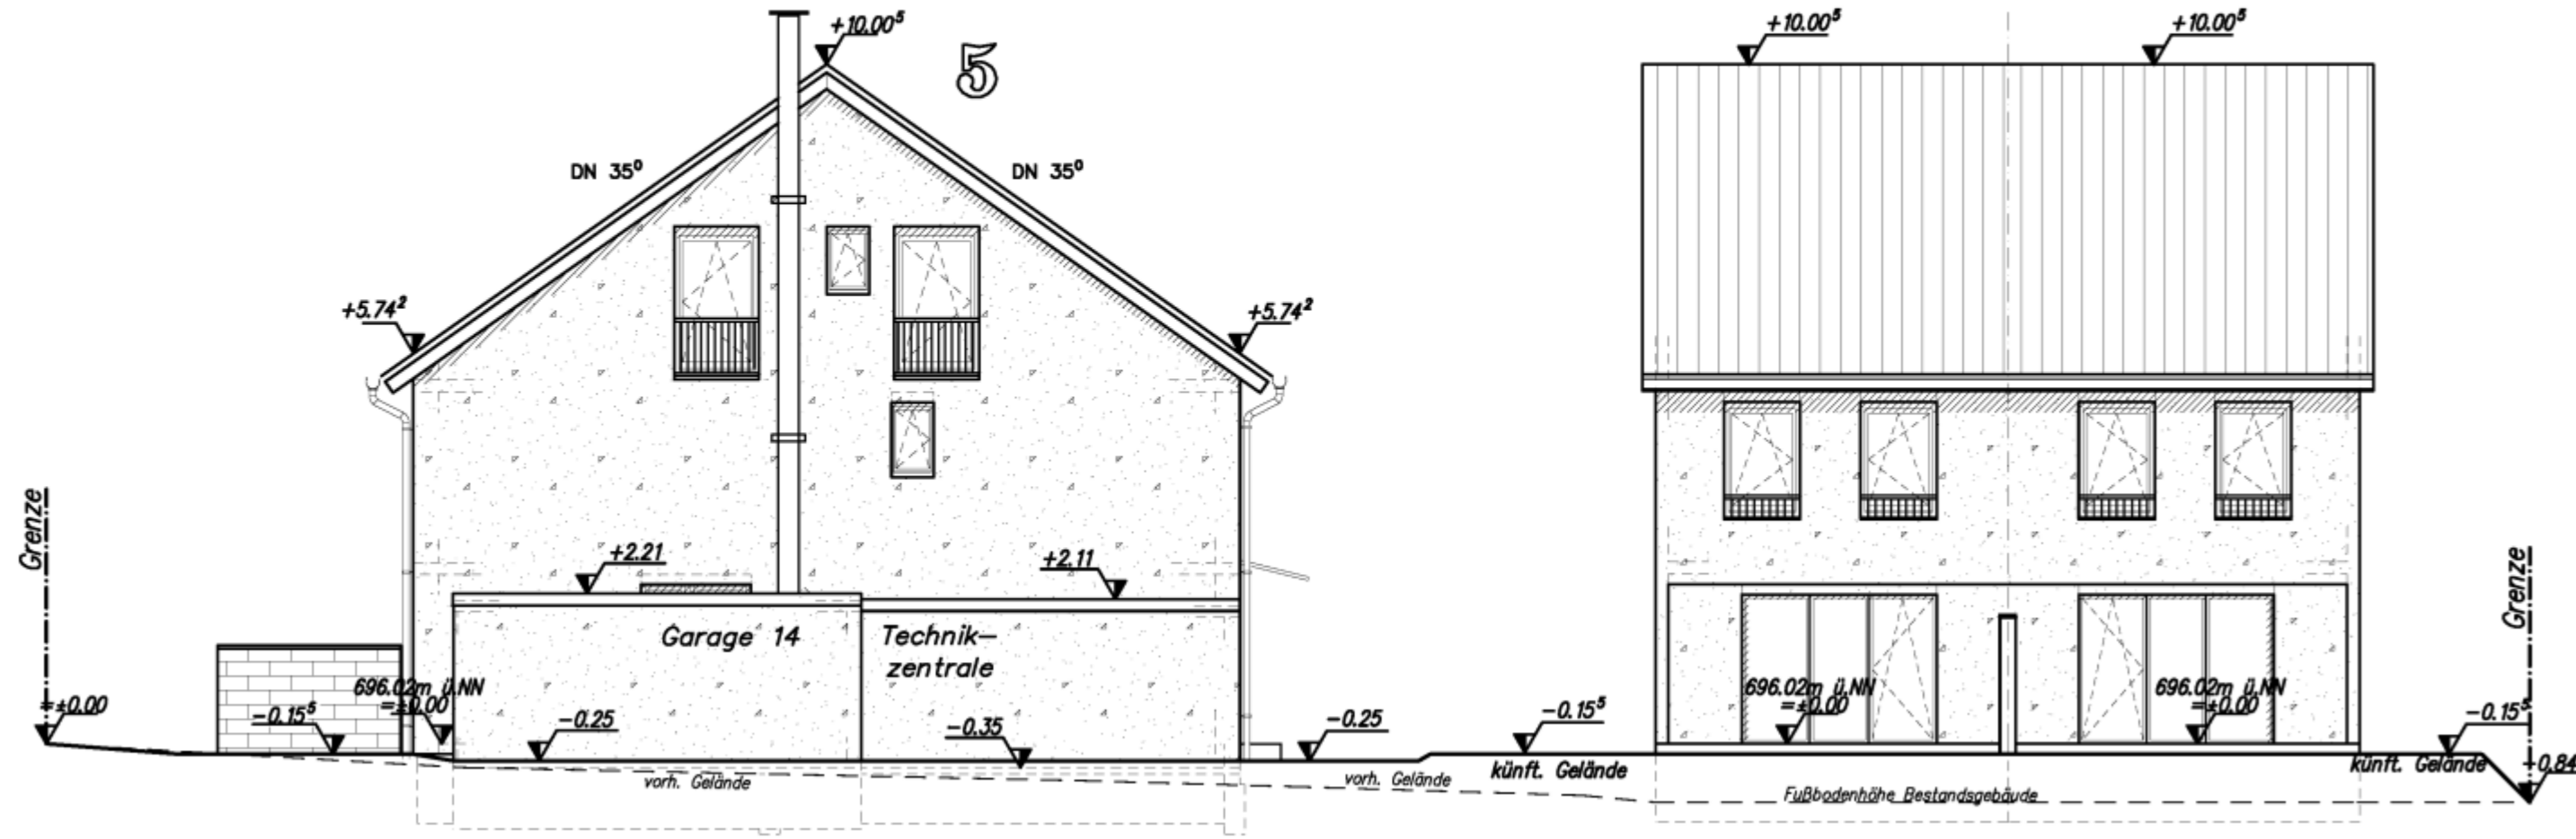 +10.00⁵
5
+10.00⁵
+10.00⁵
DN 35⁰
DN 35⁰
+5.74²
+5.74²
Grenze
+2.21
+2.11
Grenze
Garage 14
Technik-
zentrale
=±0.00
696.02m ü.NN
=±0.00
-0.15⁵
-0.25
-0.35
-0.25
-0.15⁵
696.02m ü.NN
=±0.00
696.02m ü.NN
=±0.00
-0.15⁵
vorh. Gelände
vorh. Gelände
künft. Gelände
künft. Gelände
+0.84
Fußbodenhöhe Bestandsgebäude